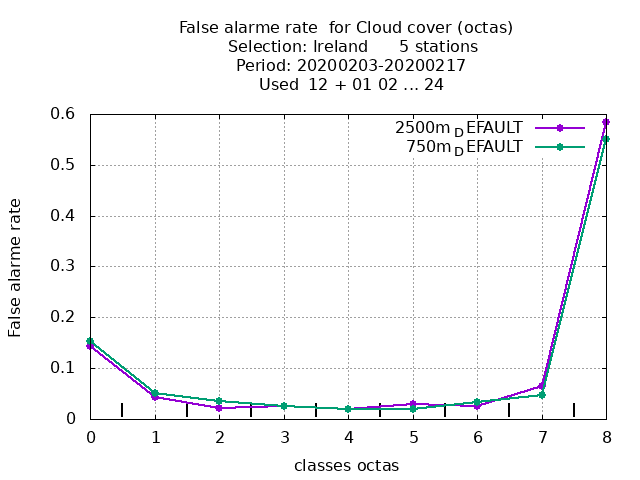 False alarme rate  for Cloud cover (octas)
Selection: Ireland      5 stations
Period: 20200203-20200217
Used  12 + 01 02 ... 24
2500m_DEFAULT
750m_DEFAULT
False alarme rate
0.6
0.5
0.4
0.3
0.2
0.1
0
0 1 2 3 4 5 6 7 8
classes octas